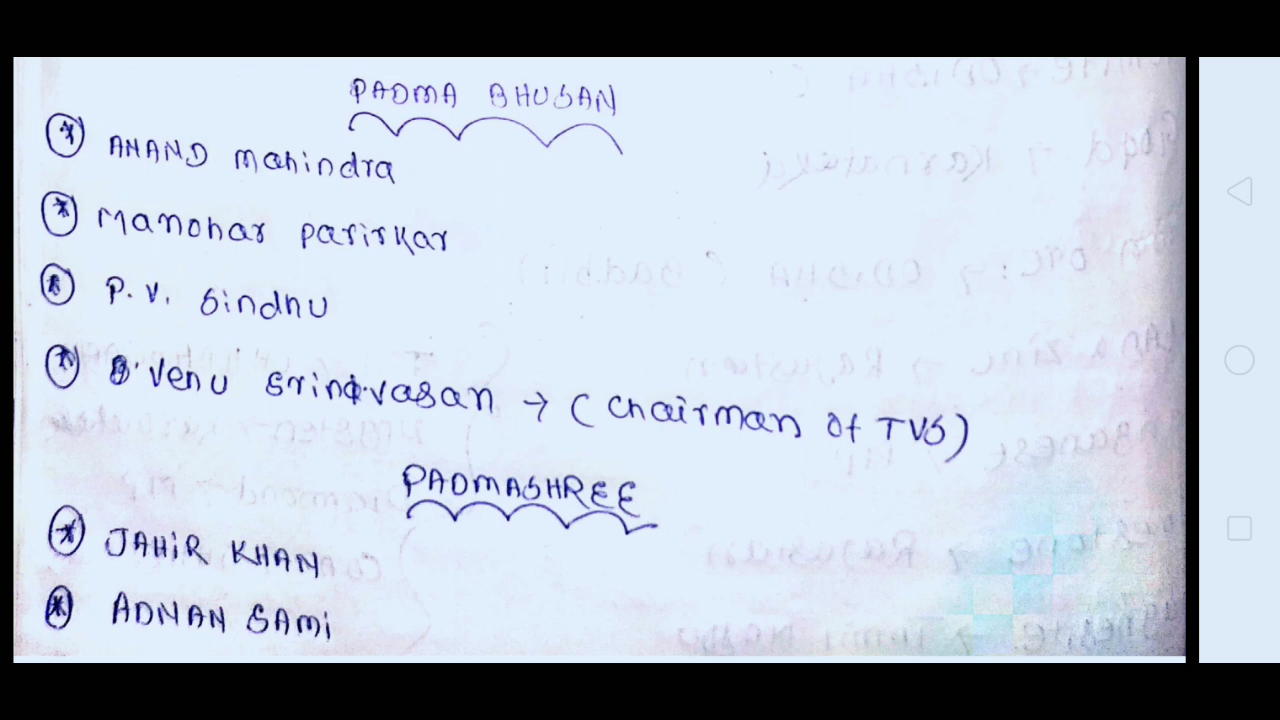 PADMA BHUSAN
ANAND Mahindra
Manohar Parirkar
P.V. Sindhu
Venu Srinivasan → (Chairman of TVS)
PADMASHREE
JAHIR KHAN
ADNAN SAMi